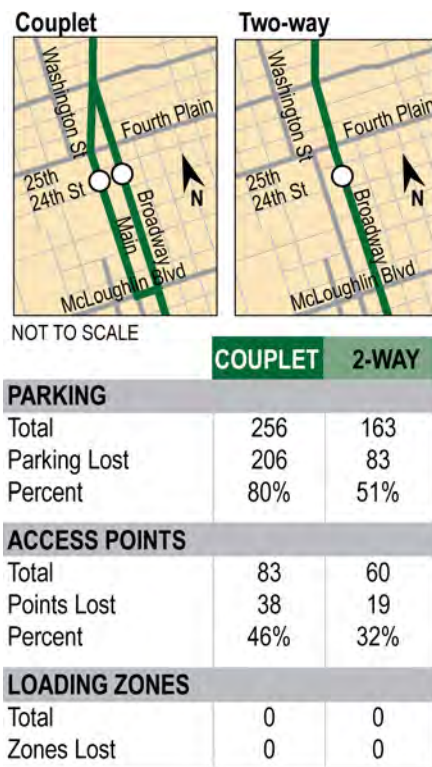 Couplet
Two-way
Washington St
Fourth Plain
25th
24th St
Main
Broadway
McLoughlin Blvd
N
Washington St
Fourth Plain
25th
24th St
Broadway
McLoughlin Blvd
N
NOT TO SCALE
COUPLET 2-WAY
PARKING
Total 256 163
Parking Lost 206 83
Percent 80% 51%
ACCESS POINTS
Total 83 60
Points Lost 38 19
Percent 46% 32%
LOADING ZONES
Total 0 0
Zones Lost 0 0